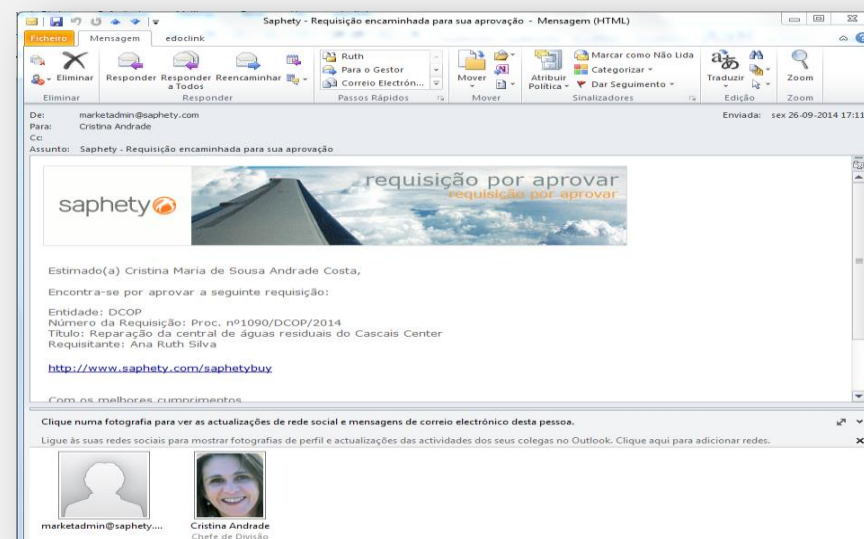 Saphety - Requisição encaminhada para sua aprovação - Mensagem (HTML)
Ficheiro Mensagem edoclink
Eliminar
Responder
Responder a Todos
Reencaminhar
Ruth
Para o Gestor
Correio Electrón...
Mover
Atribuir Política
Marcar como Não Lida
Categorizar
Dar Seguimento
Traduzir
Zoom
Eliminar Responder Passos Rápidos Mover Sinalizadores Edição Zoom
De: marketadmin@saphety.com Enviada: sex 26-09-2014 17:11
Para: Cristina Andrade
Cc:
Assunto: Saphety - Requisição encaminhada para sua aprovação
saphety
requisição por aprovar
requisição por aprovar
Estimado(a) Cristina Maria de Sousa Andrade Costa,
Encontra-se por aprovar a seguinte requisição:
Entidade: DCOP
Número da Requisição: Proc. nº1090/DCOP/2014
Título: Reparação da central de águas residuais do Cascais Center
Requisitante: Ana Ruth Silva
http://www.saphety.com/saphetybuy
Com os melhores cumprimentos
Clique numa fotografia para ver as actualizações de rede social e mensagens de correio electrónico desta pessoa.
Ligue às suas redes sociais para mostrar fotografias de perfil e actualizações das actividades dos seus colegas no Outlook. Clique aqui para adicionar redes.
marketadmin@saphety.... Cristina Andrade
Chefe de Divisão